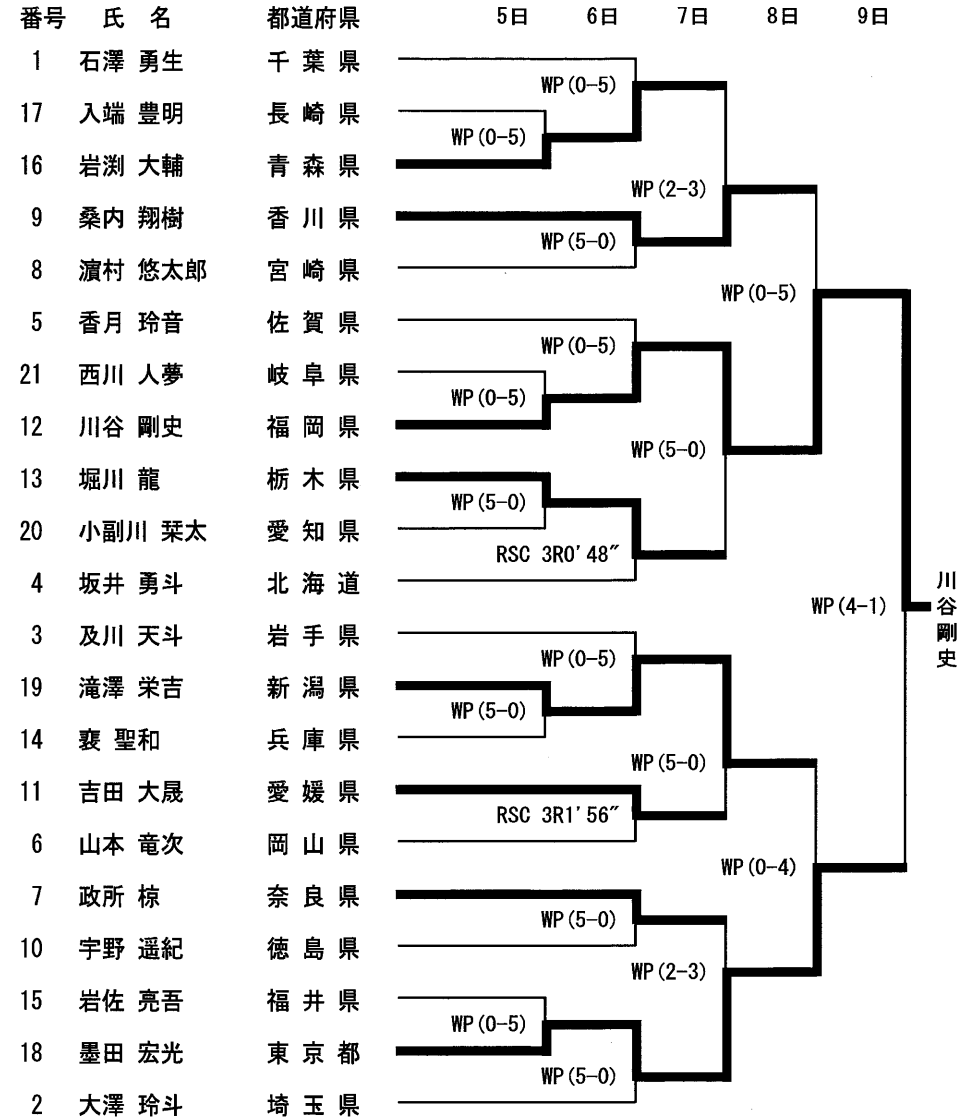 番号 氏 名 都道府県 5日 6日 7日 8日 9日
1 石澤 勇生 千葉県
WP(0-5)
17 入端 豊明 長崎県
WP(0-5)
16 岩渕 大輔 青森県
WP(2-3)
9 桑内 翔樹 香川県
WP(5-0)
8 濵村 悠太郎 宮崎県
WP(0-5)
5 香月 玲音 佐賀県
WP(0-5)
21 西川 人夢 岐阜県
WP(0-5)
12 川谷 剛史 福岡県
WP(5-0)
13 堀川 龍 栃木県
WP(5-0)
20 小副川 栞太 愛知県
RSC 3R0'48"
4 坂井 勇斗 北海道
WP(4-1)
川谷剛史
3 及川 天斗 岩手県
WP(0-5)
19 滝澤 栄吉 新潟県
WP(5-0)
14 裵 聖和 兵庫県
WP(5-0)
11 吉田 大晟 愛媛県
RSC 3R1'56"
6 山本 竜次 岡山県
WP(0-4)
7 政所 椋 奈良県
WP(5-0)
10 宇野 遥紀 徳島県
WP(2-3)
15 岩佐 亮吾 福井県
WP(0-5)
18 墨田 宏光 東京都
WP(5-0)
2 大澤 玲斗 埼玉県